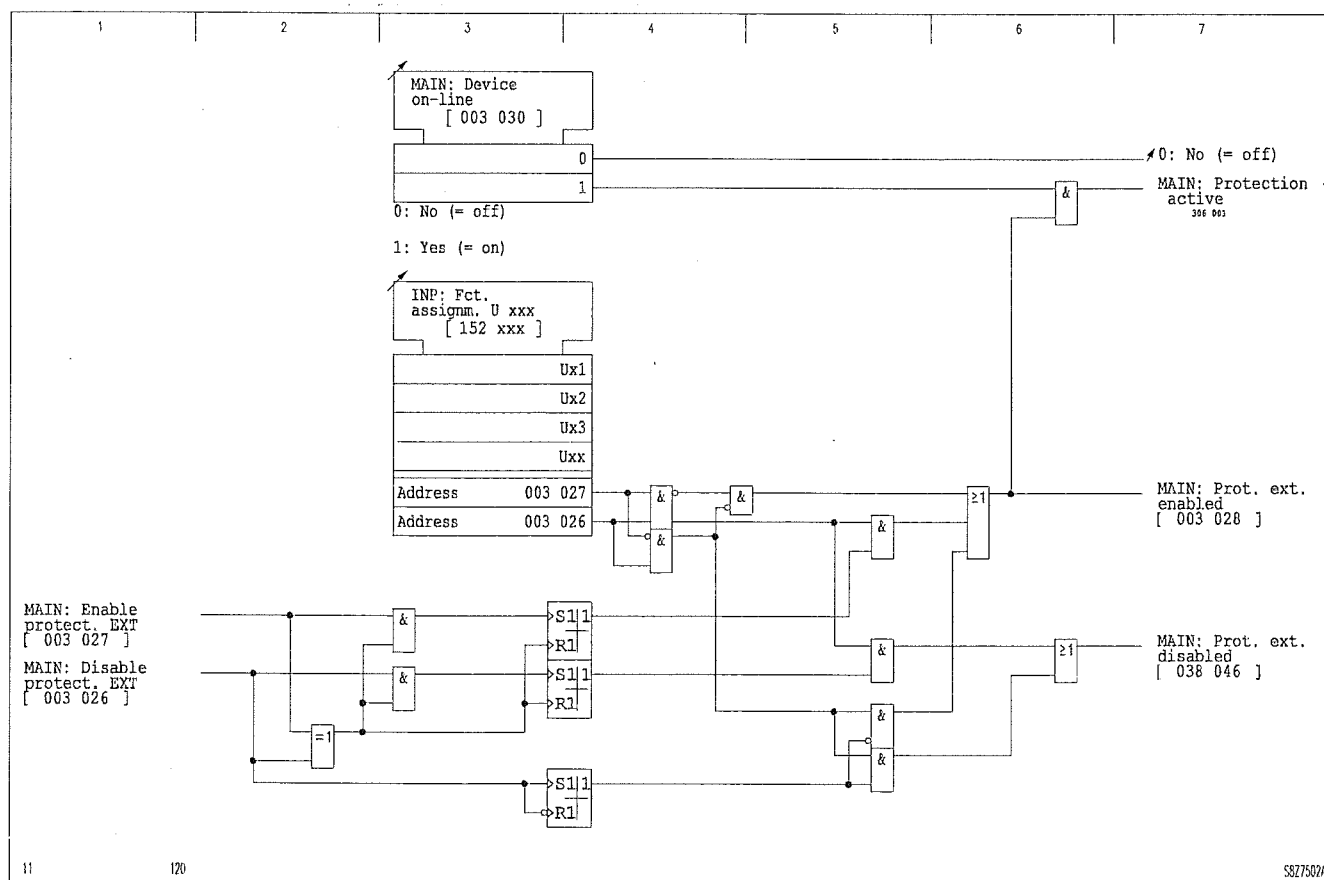 1 2 3 4 5 6 7
MAIN: Device
on-line
[ 003 030 ]
0
1
0: No (= off)
1: Yes (= on)
0: No (= off)
&
MAIN: Protection
active
306 003
INP: Fct.
assignm. U xxx
[ 152 xxx ]
Ux1
Ux2
Ux3
Uxx
Address 003 027
Address 003 026
&
&
&
&
≥1
MAIN: Prot. ext.
enabled
[ 003 028 ]
MAIN: Enable
protect. EXT
[ 003 027 ]
MAIN: Disable
protect. EXT
[ 003 026 ]
&
&
=1
S1 1
R1
S1 1
R1
S1 1
R1
&
&
&
≥1
MAIN: Prot. ext.
disabled
[ 038 046 ]
11 120 S8Z7502A